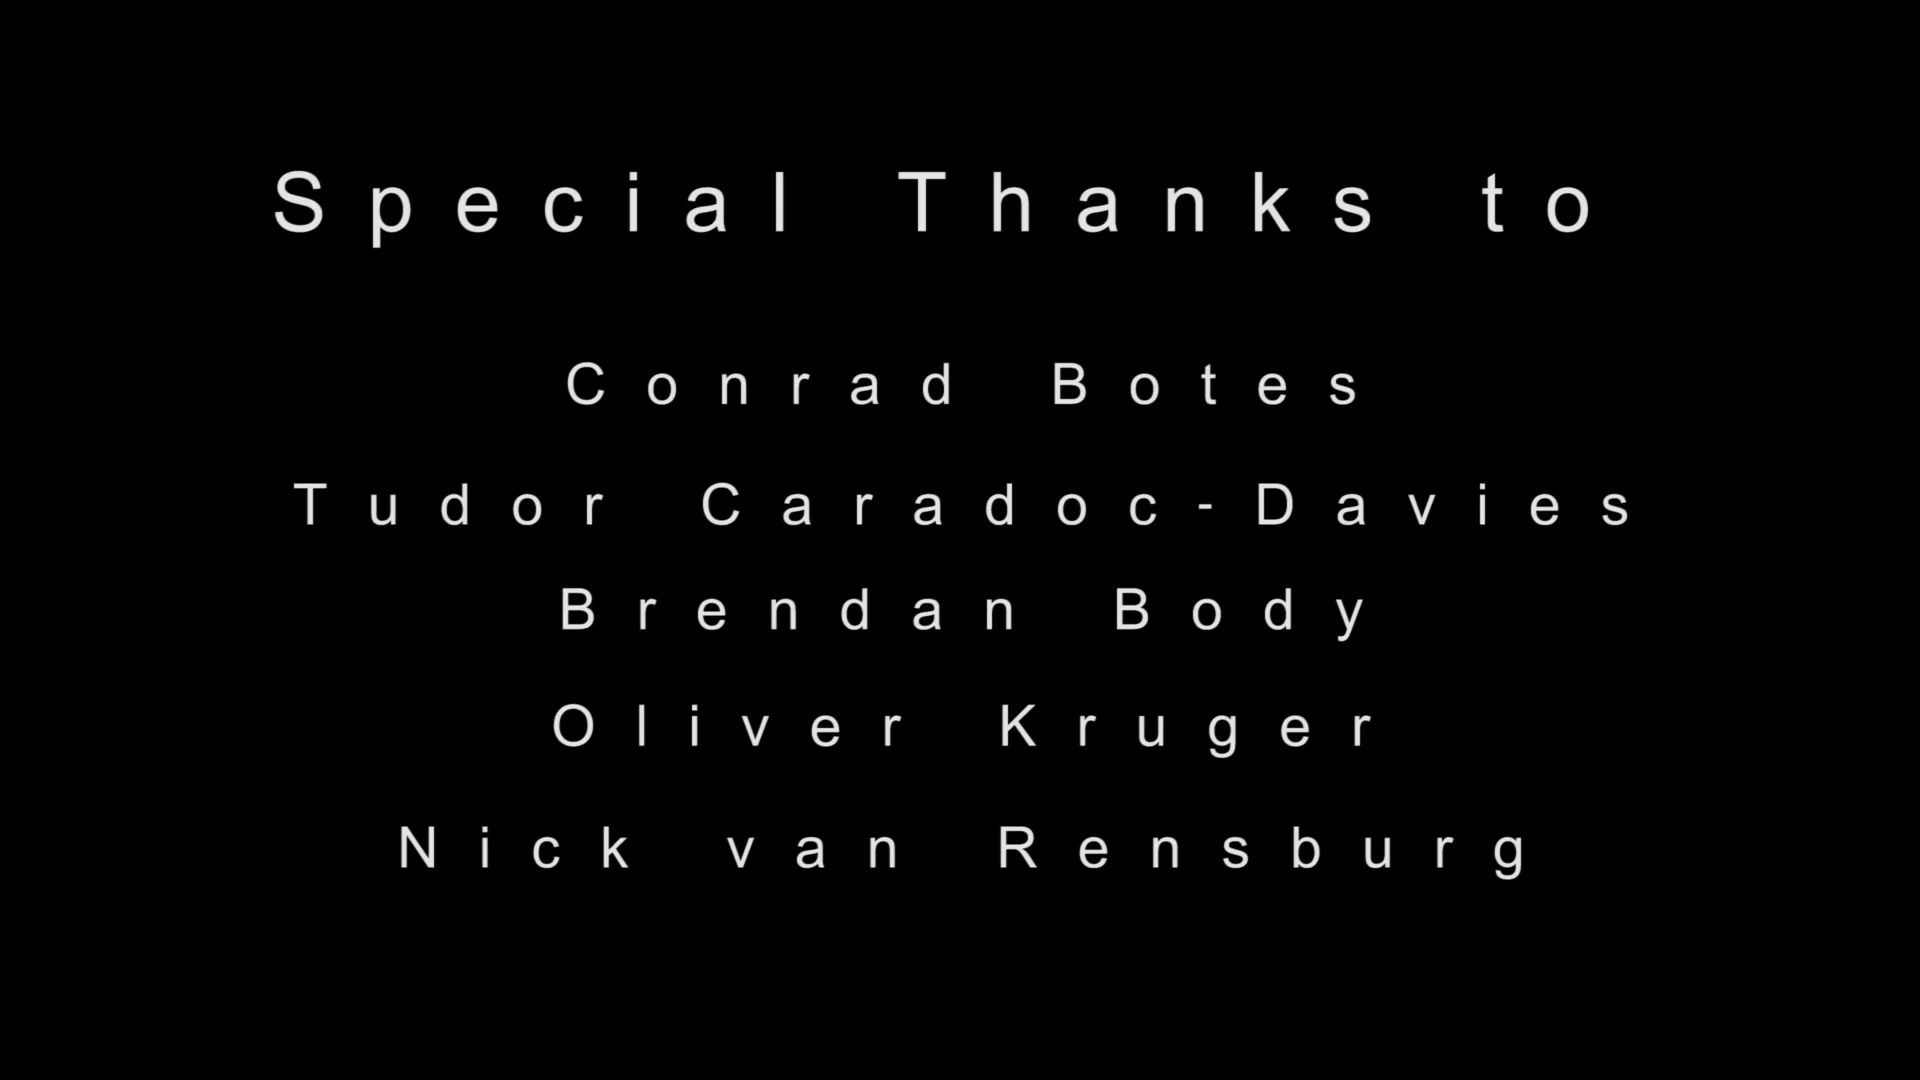 Special Thanks to
Conrad Botes
Tudor Caradoc-Davies
Brendan Body
Oliver Kruger
Nick van Rensburg